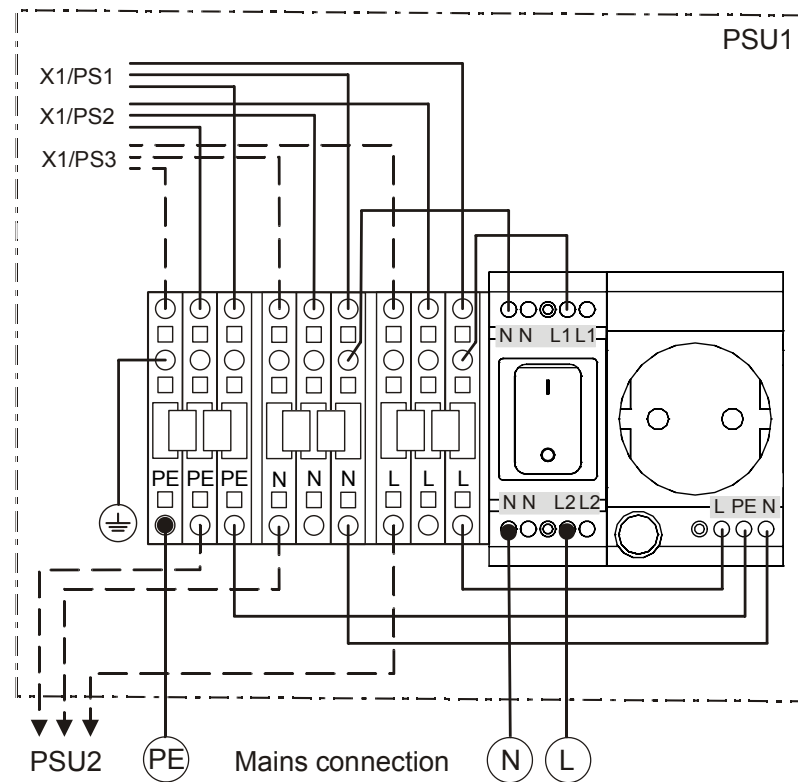 PSU1
X1/PS1
X1/PS2
X1/PS3
N N L1 L1
I
O
PE PE PE N N N L L L
N N L2 L2
L PE N
PSU2
PE
Mains connection
N
L